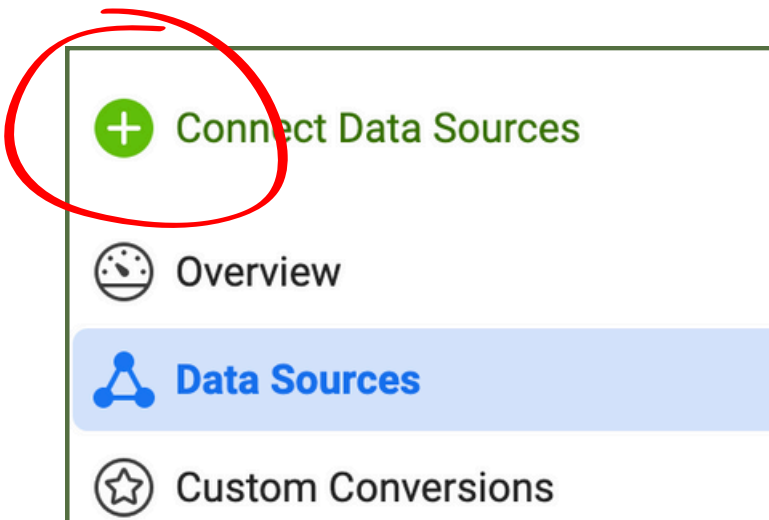 Connect Data Sources
Overview
Data Sources
Custom Conversions